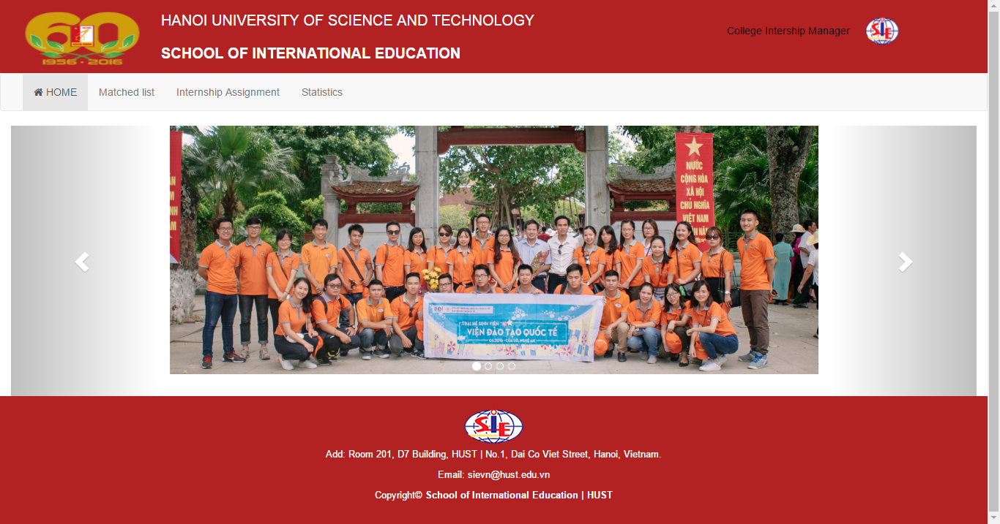 60
1956 - 2016
HANOI UNIVERSITY OF SCIENCE AND TECHNOLOGY
SCHOOL OF INTERNATIONAL EDUCATION
College Intership Manager
SIE
HOME
Matched list
Internship Assignment
Statistics
NƯỚC
CỘNG HÒA
XÃ HỘI
CHỦ NGHĨA
VIỆT NAM
TRẠI HÈ SINH VIÊN
VIỆN ĐÀO TẠO QUỐC TẾ
SIE
Add: Room 201, D7 Building, HUST | No.1, Dai Co Viet Street, Hanoi, Vietnam.
Email: sievn@hust.edu.vn
Copyright© School of International Education | HUST